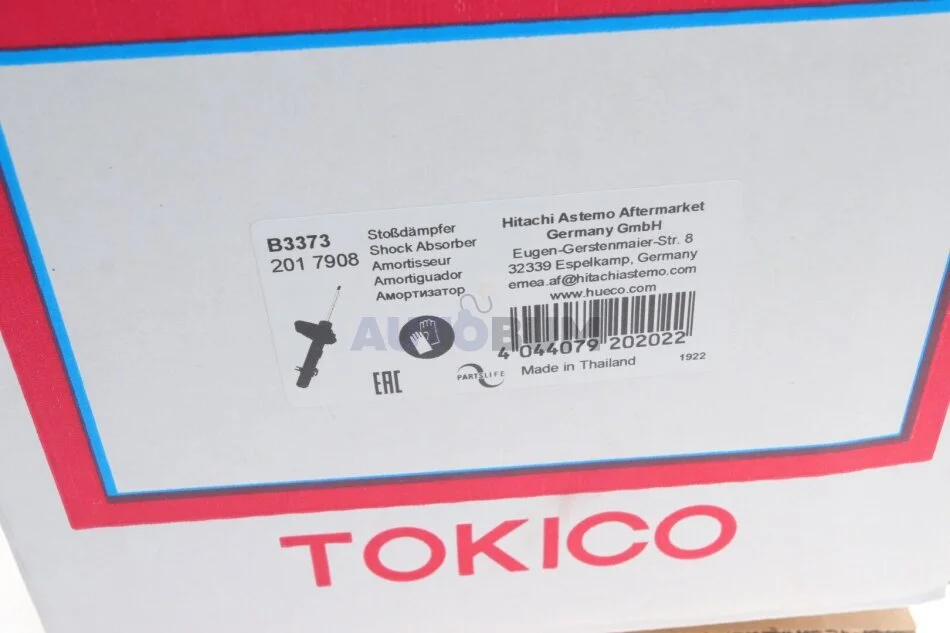 B3373
201 7908
Stoßdämpfer
Shock Absorber
Amortisseur
Amortiguador
Амортизатор
Hitachi Astemo Aftermarket
Germany GmbH
Eugen-Gerstenmaier-Str. 8
32339 Espelkamp, Germany
emea.af@hitachiastemo.com
www.hueco.com
4 044079 202022
Made in Thailand
1922
EAC
PARTSLIFE
TOKICO